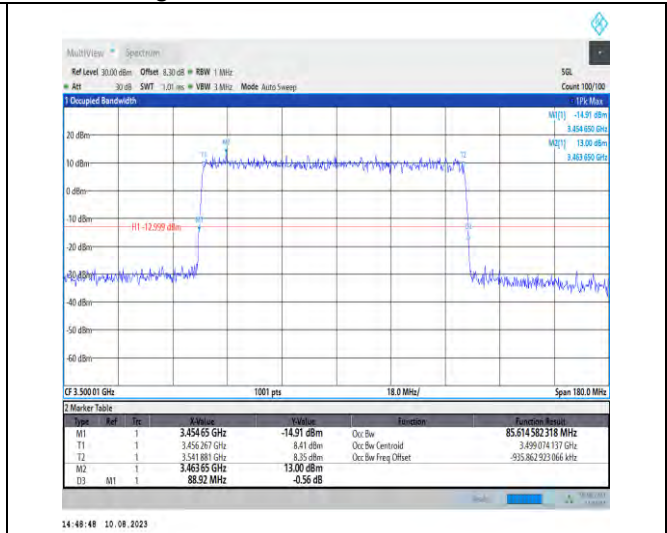 MultiView Spectrum
Ref Level 30.00 dBm Offset 8.30 dB RBW 1 MHz SGL
Att 30 dB SWT 1.01 ms VBW 3 MHz Mode Auto Sweep Count 100/100
1 Occupied Bandwidth 1Pk Max
M1[1] -14.91 dBm
3.454 650 GHz
20 dBm
M2[1] 13.00 dBm
3.463 650 GHz
M2
T1 T2
10 dBm
0 dBm
-10 dBm
H1 -12.999 dBm
M1
D3
-20 dBm
-30 dBm
-40 dBm
-50 dBm
-60 dBm
CF 3.500 01 GHz 1001 pts 18.0 MHz/ Span 180.0 MHz
2 Marker Table
Type Ref Trc X-Value Y-Value Function Function Result
M1 1 3.454 65 GHz -14.91 dBm Occ Bw 85.614 582 318 MHz
T1 1 3.456 267 GHz 8.41 dBm Occ Bw Centroid 3.499 074 137 GHz
T2 1 3.541 881 GHz 8.35 dBm Occ Bw Freq Offset -935.862 923 066 kHz
M2 1 3.463 65 GHz 13.00 dBm
D3 M1 1 88.92 MHz -0.56 dB
14:48:48 10.08.2023